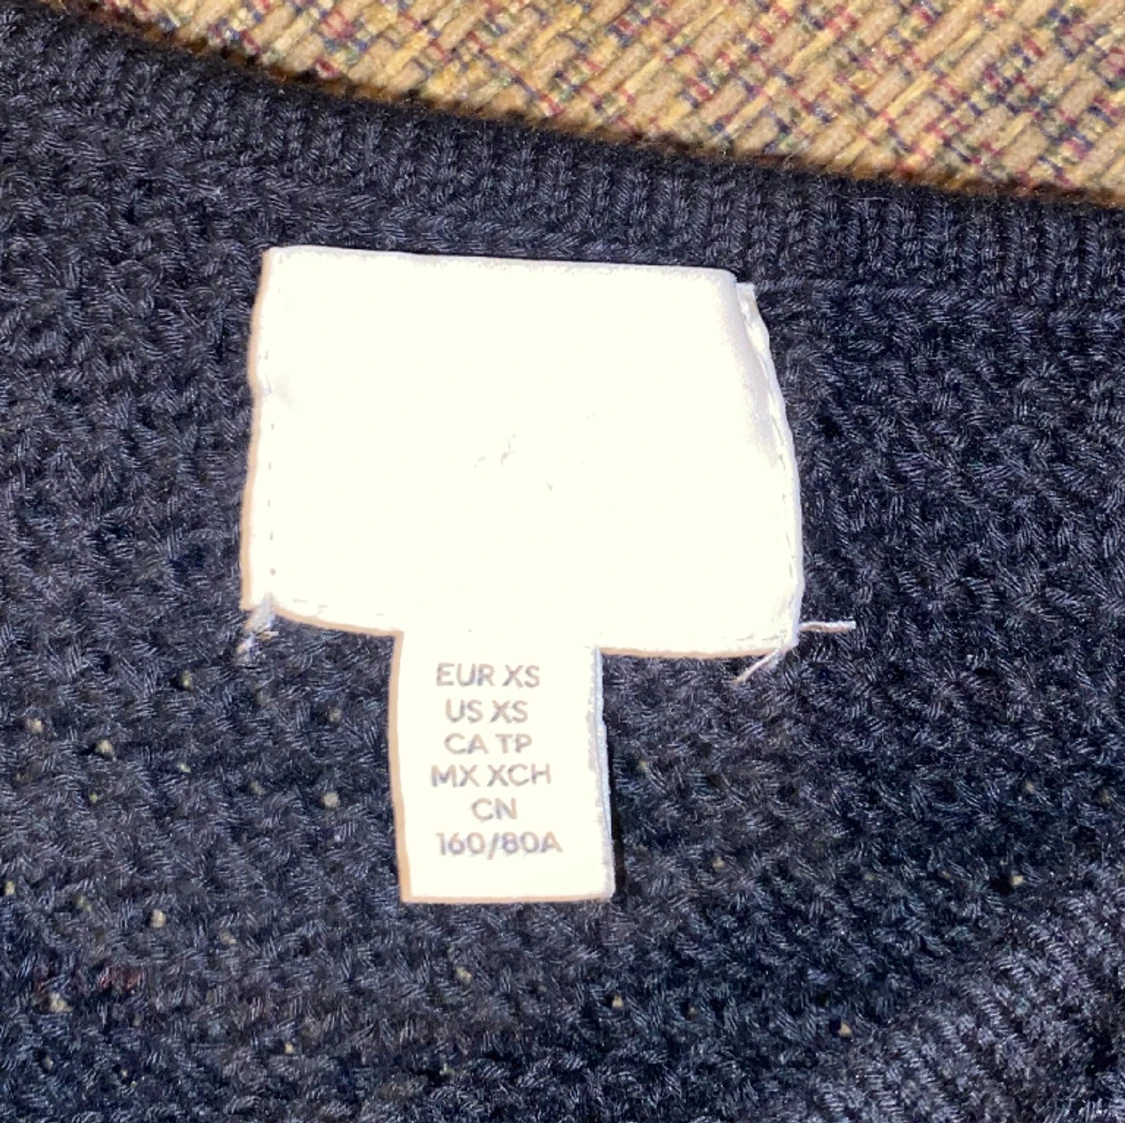 EUR XS
US XS
CA TP
MX XCH
CN
160/80A